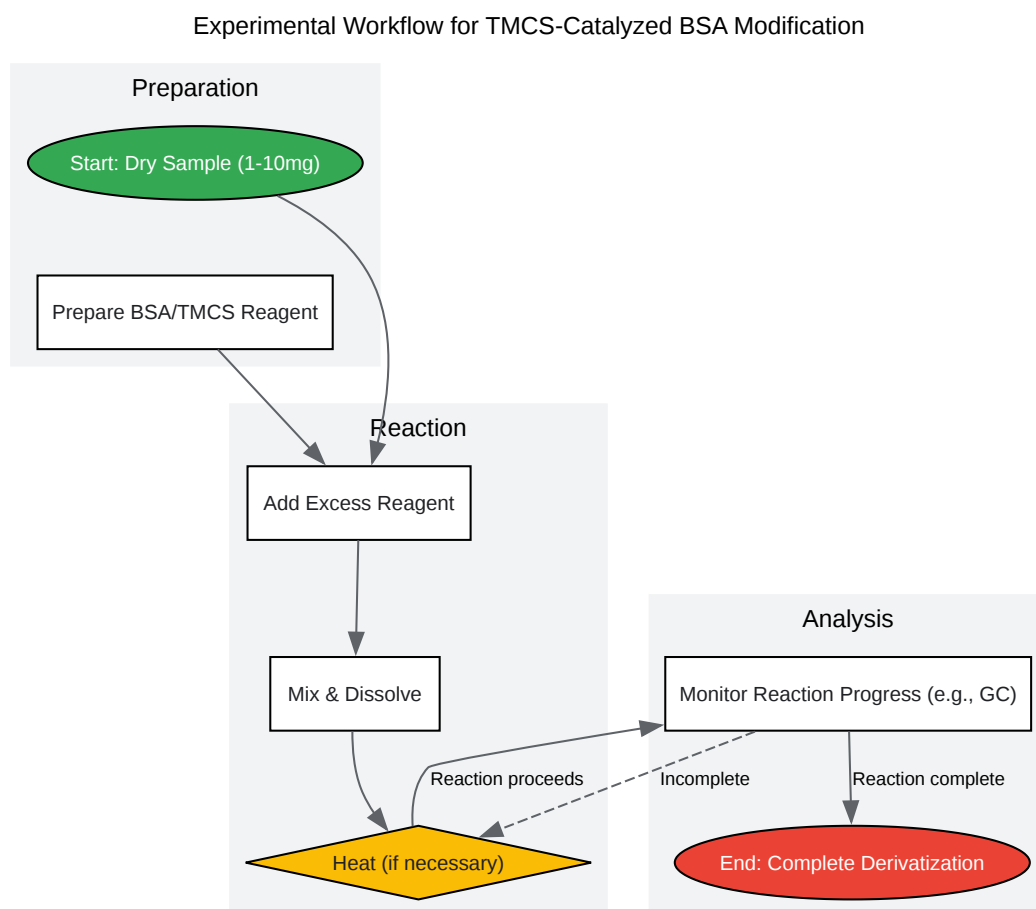 Experimental Workflow for TMCS-Catalyzed BSA Modification
Preparation
Start: Dry Sample (1-10mg)
Prepare BSA/TMCS Reagent
Reaction
Add Excess Reagent
Mix & Dissolve
Heat (if necessary)
Reaction proceeds
Analysis
Monitor Reaction Progress (e.g., GC)
Incomplete
Reaction complete
End: Complete Derivatization